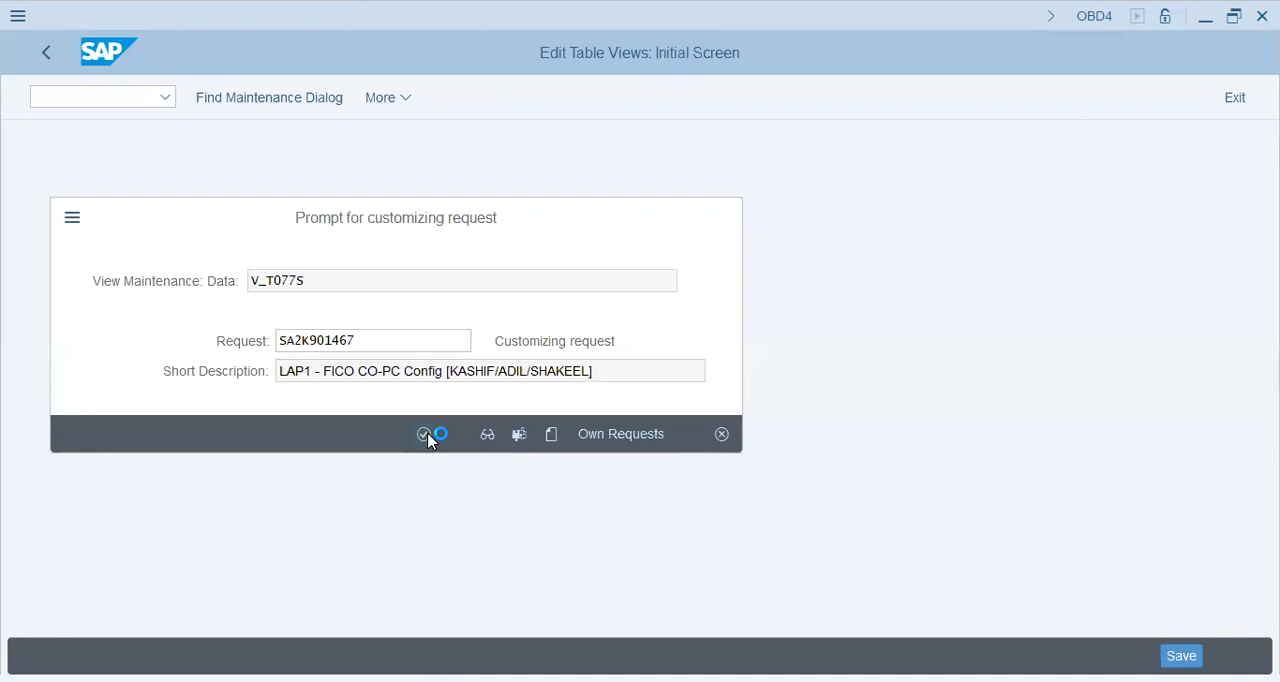 OBD4
SAP
Edit Table Views: Initial Screen
Find Maintenance Dialog
More
Exit
Prompt for customizing request
View Maintenance: Data: V_T077S
Request: SA2K901467 Customizing request
Short Description: LAP1 - FICO CO-PC Config [KASHIF/ADIL/SHAKEEL]
Own Requests
Save